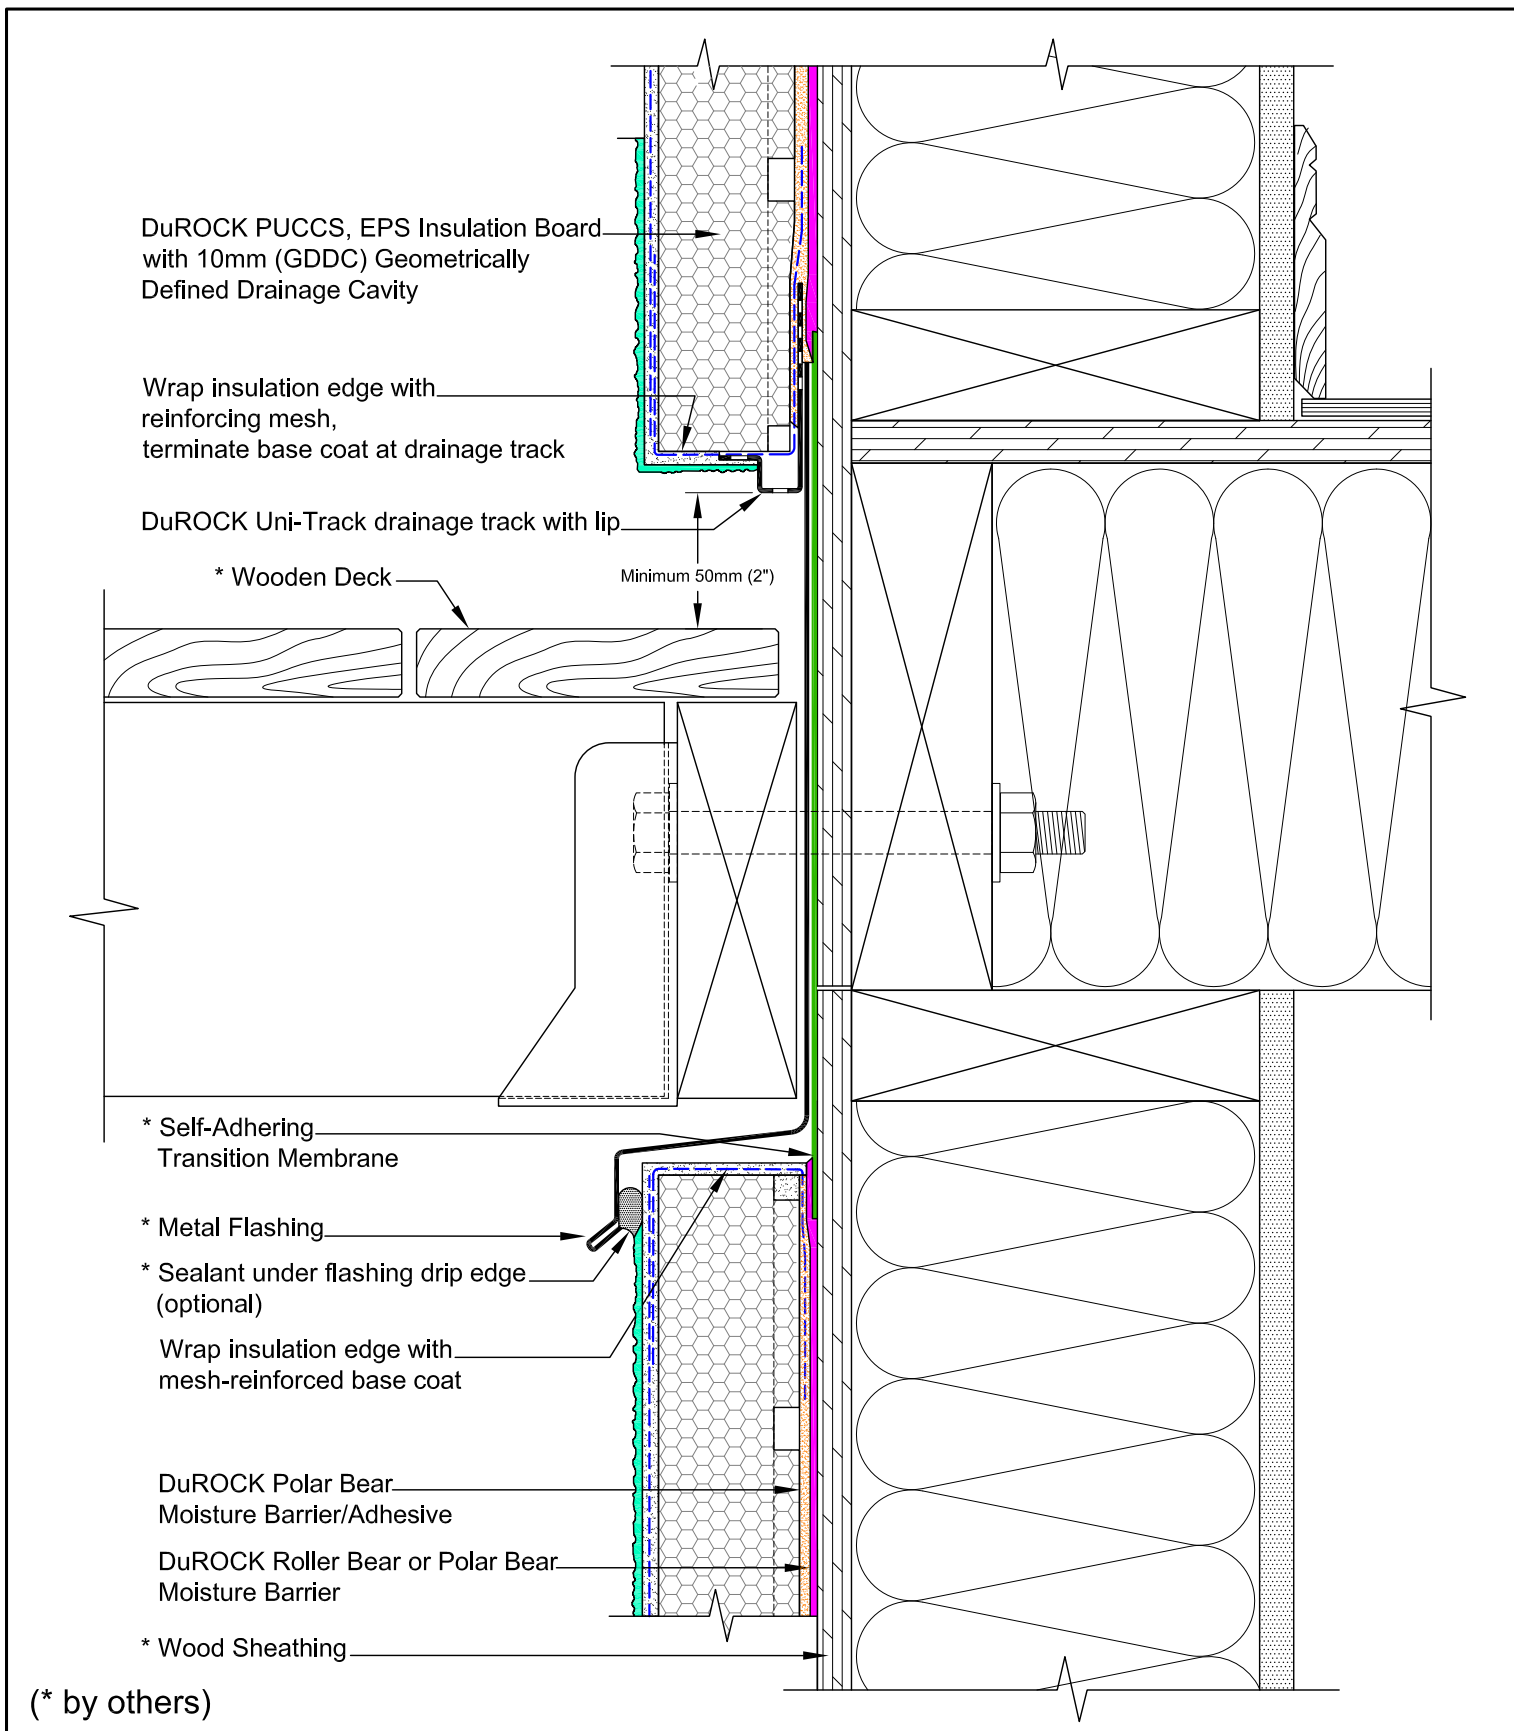 DuROCK PUCCS, EPS Insulation Board
with 10mm (GDDC) Geometrically
Defined Drainage Cavity
Wrap insulation edge with
reinforcing mesh,
terminate base coat at drainage track
DuROCK Uni-Track drainage track with lip
* Wooden Deck
Minimum 50mm (2")
* Self-Adhering
Transition Membrane
* Metal Flashing
* Sealant under flashing drip edge
(optional)
Wrap insulation edge with
mesh-reinforced base coat
DuROCK Polar Bear
Moisture Barrier/Adhesive
DuROCK Roller Bear or Polar Bear
Moisture Barrier
* Wood Sheathing
(* by others)